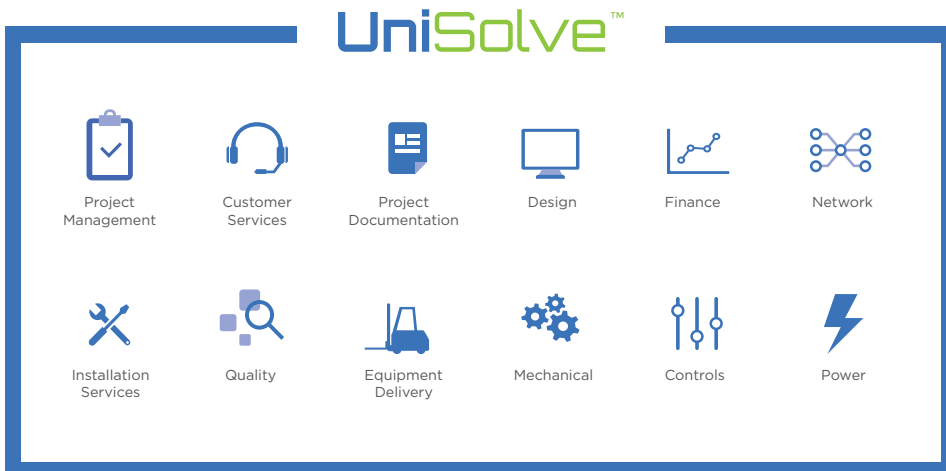 UniSolve™
Project
Management
Customer
Services
Project
Documentation
Design
Finance
Network
Installation
Services
Quality
Equipment
Delivery
Mechanical
Controls
Power